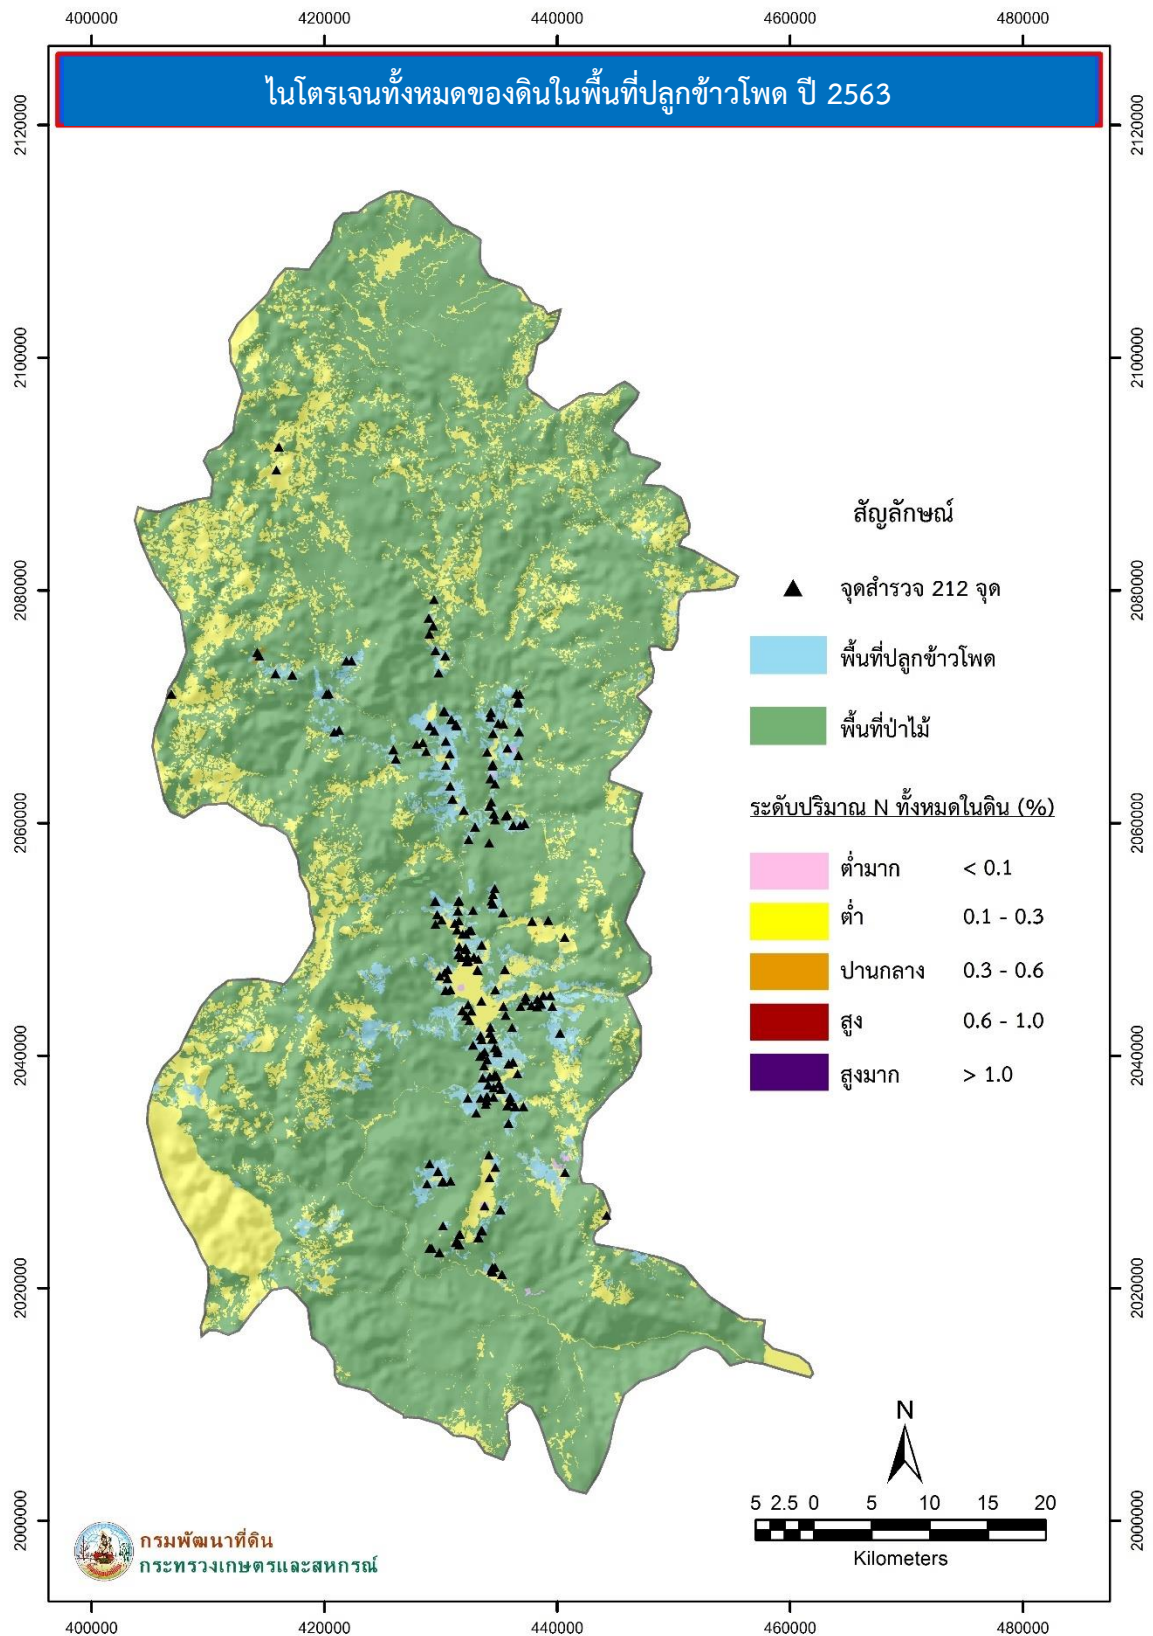 400000 420000 440000 460000 480000
ไนโตรเจนทั้งหมดของดินในพื้นที่ปลูกข้าวโพด ปี 2563
2120000 2120000
2100000 2100000
สัญลักษณ์
2080000 2080000
จุดสำรวจ 212 จุด
พื้นที่ปลูกข้าวโพด
พื้นที่ป่าไม้
ระดับปริมาณ N ทั้งหมดในดิน (%)
2060000 2060000
ต่ำมาก < 0.1
ต่ำ 0.1 - 0.3
ปานกลาง 0.3 - 0.6
สูง 0.6 - 1.0
2040000 2040000
สูงมาก > 1.0
2020000 2020000
N
5 2.5 0 5 10 15 20
Kilometers
2000000 2000000
กรมพัฒนาที่ดิน
กระทรวงเกษตรและสหกรณ์
400000 420000 440000 460000 480000